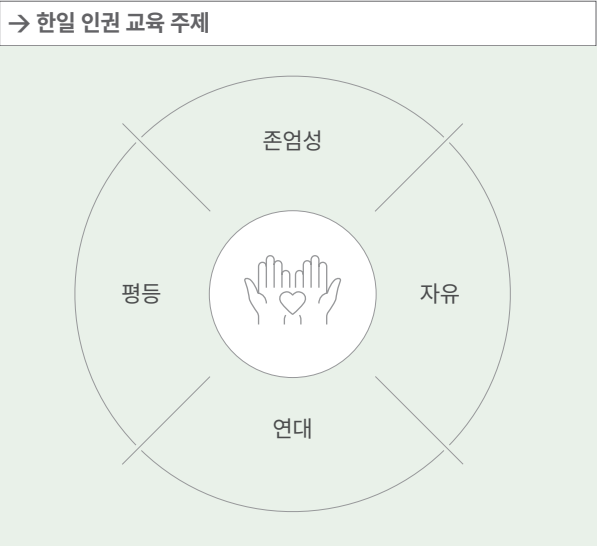 → 한일 인권 교육 주제
존엄성
평등
자유
연대